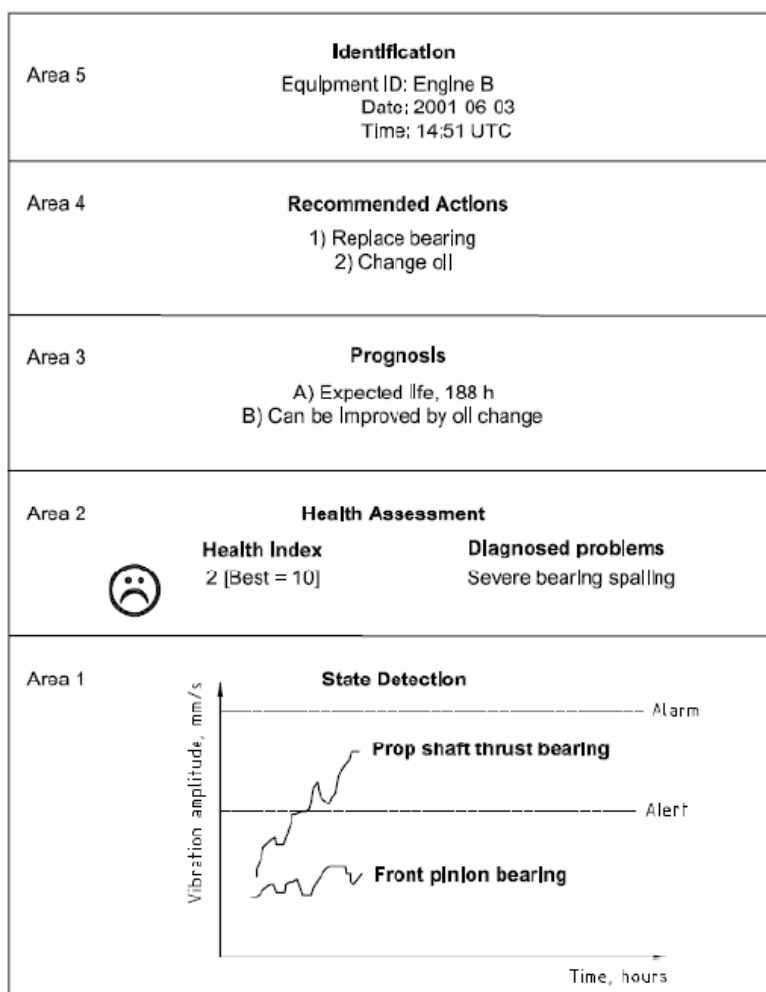 Area 5
Identification
Equipment ID: Engine B
Date: 2001 06 03
Time: 14:51 UTC
Area 4
Recommended Actions
1) Replace bearing
2) Change oil
Area 3
Prognosis
A) Expected life, 188 h
B) Can be Improved by oil change
Area 2
Health Assessment
Health Index
Diagnosed problems
2 [Best = 10]
Severe bearing spalling
Area 1
State Detection
Vibration amplitude, mm/s
Alarm
Prop shaft thrust bearing
Alert
Front pinion bearing
Time, hours